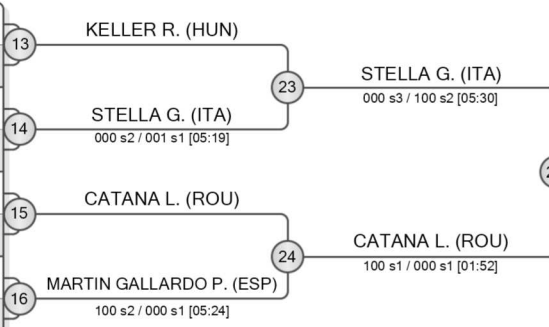 KELLER R. (HUN)
13
23
STELLA G. (ITA)
000 s3 / 100 s2 [05:30]
STELLA G. (ITA)
14
000 s2 / 001 s1 [05:19]
CATANA L. (ROU)
15
24
CATANA L. (ROU)
100 s1 / 000 s1 [01:52]
MARTIN GALLARDO P. (ESP)
16
100 s2 / 000 s1 [05:24]